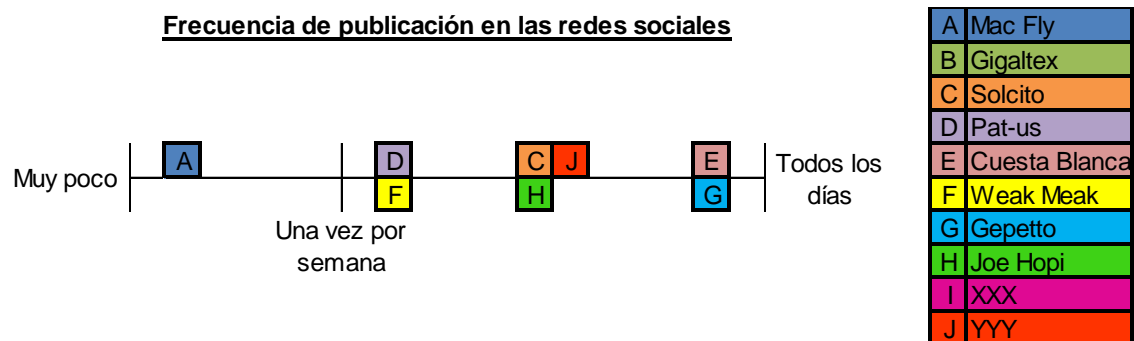 Frecuencia de publicación en las redes sociales
Muy poco
A
D
F
C J
H
E
G
Una vez por
semana
Todos los
días
A Mac Fly
B Gigaltex
C Solcito
D Pat-us
E Cuesta Blanca
F Weak Meak
G Gepetto
H Joe Hopi
I XXX
J YYY